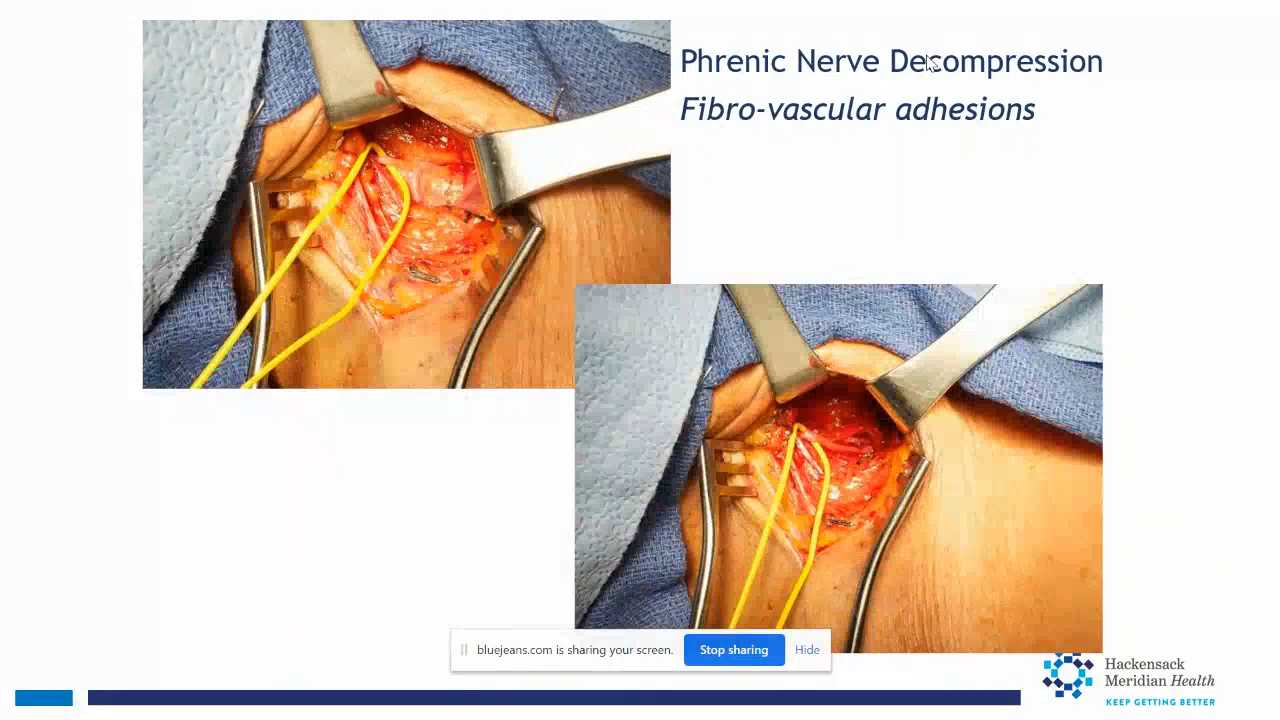 Phrenic Nerve Decompression
Fibro-vascular adhesions
bluejeans.com is sharing your screen.
Stop sharing
Hide
Hackensack
Meridian Health
KEEP GETTING BETTER